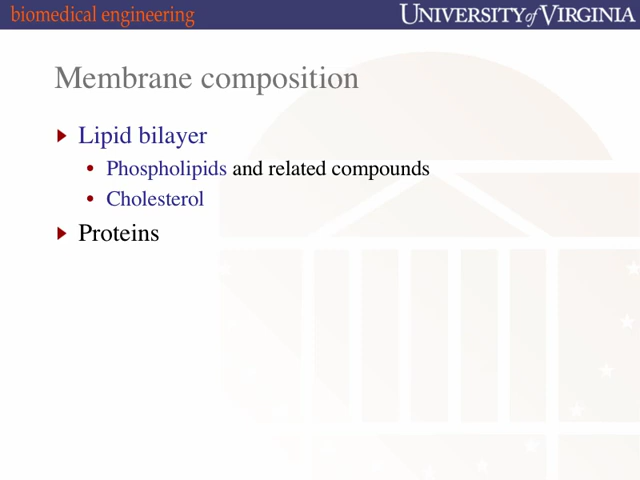 biomedical engineering
UNIVERSITY of VIRGINIA
Membrane composition
Lipid bilayer
• Phospholipids and related compounds
• Cholesterol
Proteins